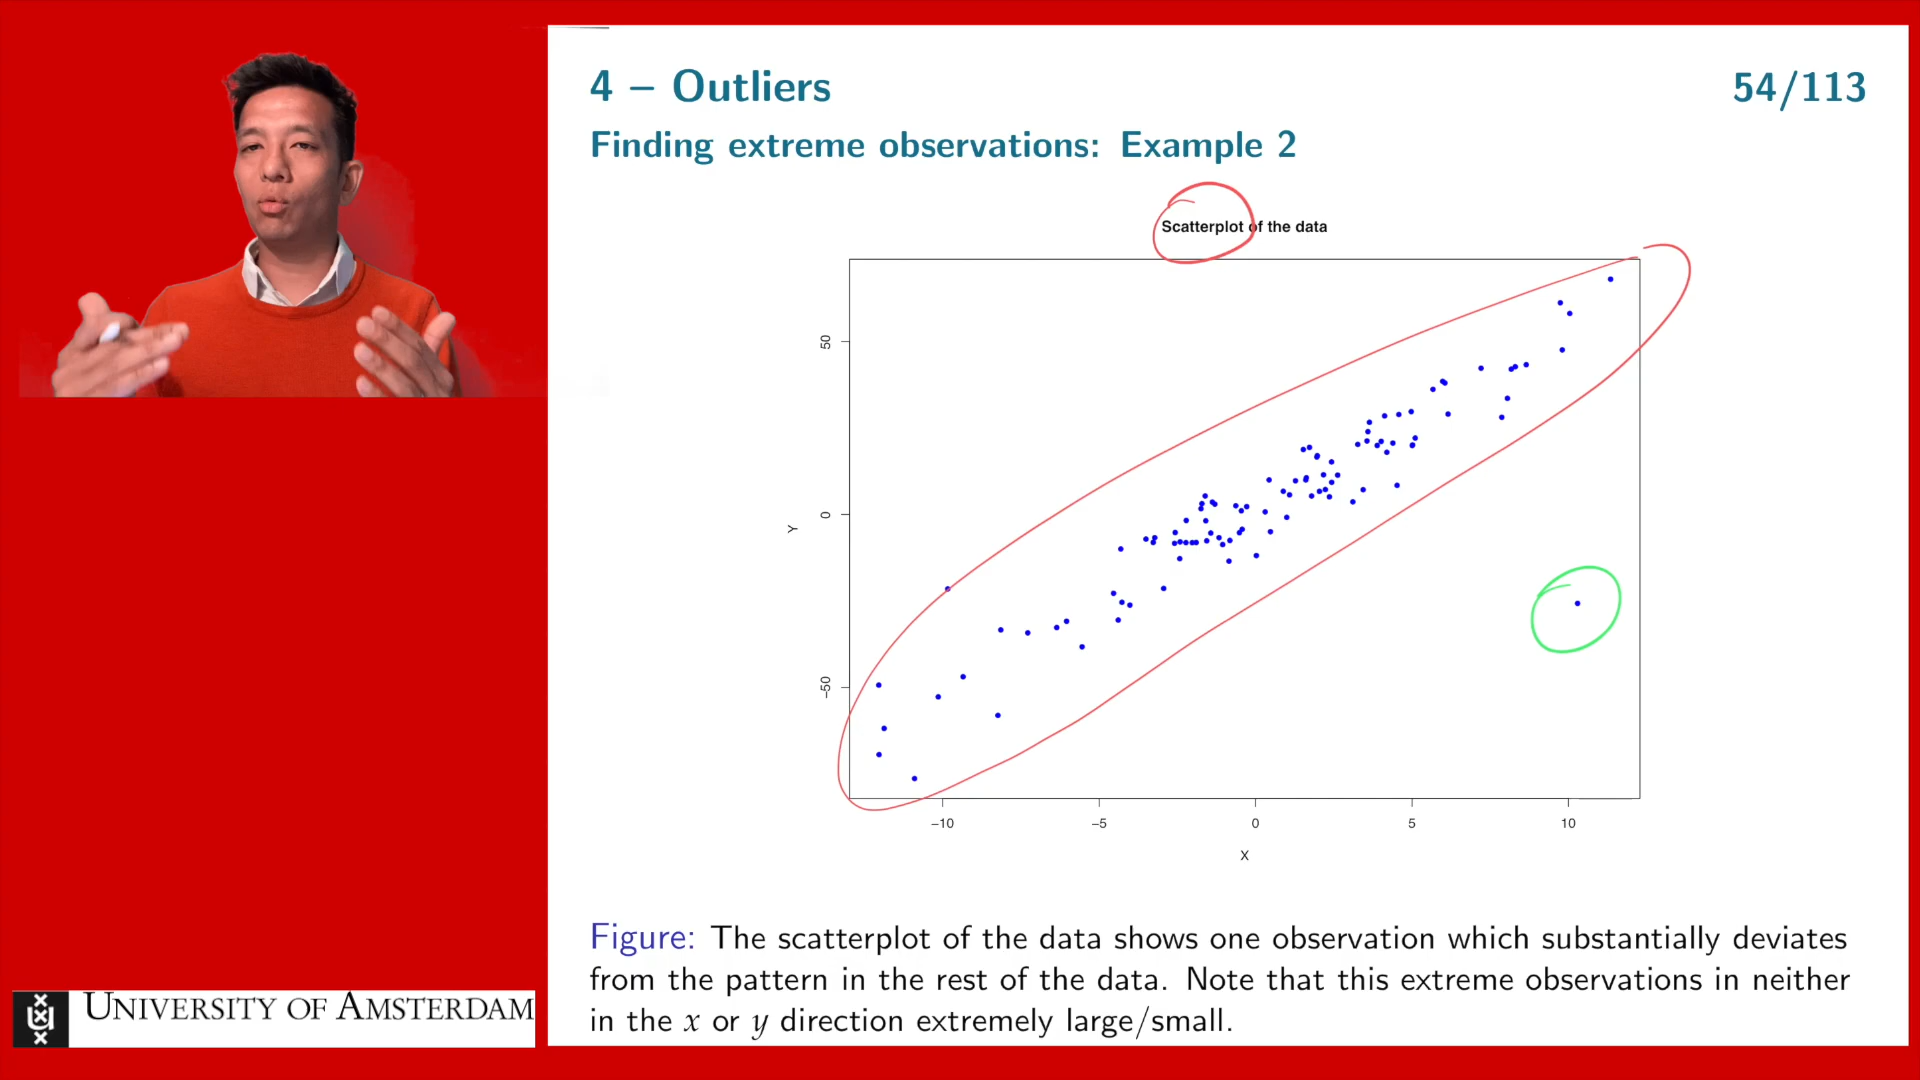 4 – Outliers
54/113
Finding extreme observations: Example 2
Scatterplot of the data
50
0
−50
Y
−10
−5
0
5
10
X
Figure: The scatterplot of the data shows one observation which substantially deviates
from the pattern in the rest of the data. Note that this extreme observations in neither
in the x or y direction extremely large/small.
UNIVERSITY OF AMSTERDAM